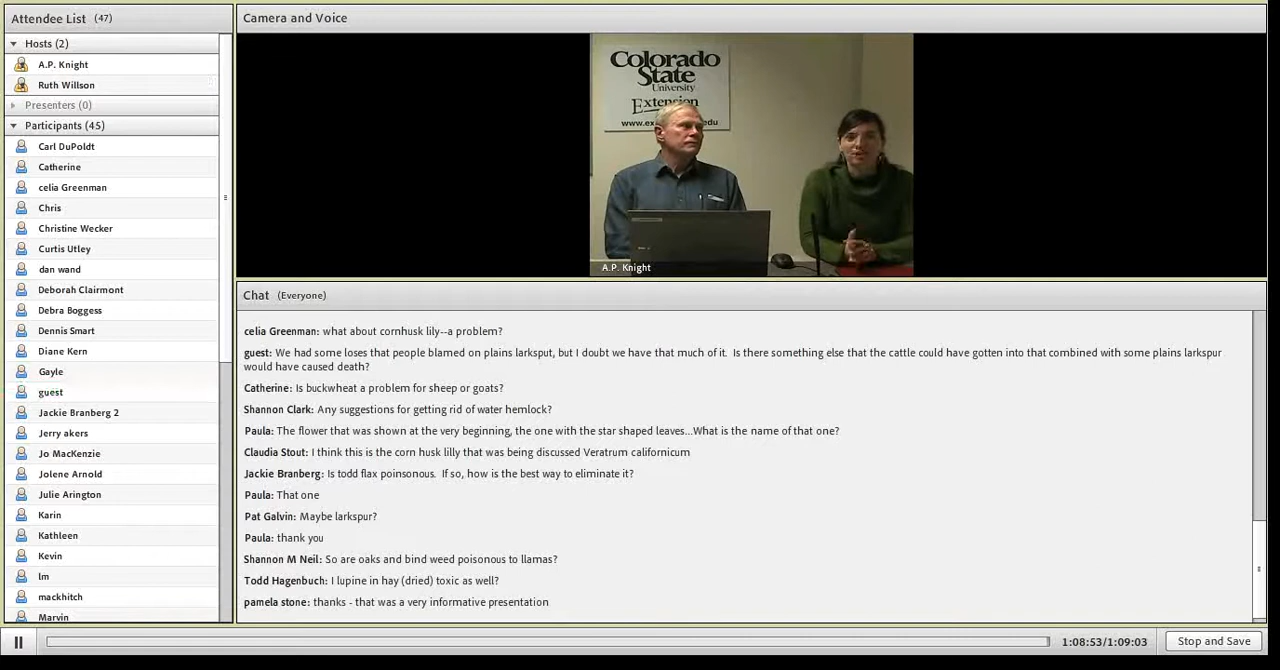 Attendee List (47)
Hosts (2)
A.P. Knight
Ruth Willson
Presenters (0)
Participants (45)
Carl DuPoldt
Catherine
celia Greenman
Chris
Christine Wecker
Curtis Utley
dan wand
Deborah Clairmont
Debra Boggess
Dennis Smart
Diane Kern
Gayle
guest
Jackie Branberg 2
Jerry akers
Jo MacKenzie
Jolene Arnold
Julie Arington
Karin
Kathleen
Kevin
lm
mackhitch
Marvin
Camera and Voice
Colorado
State
University
Extension
www.ex
edu
A.P. Knight
Chat (Everyone)
celia Greenman: what about cornhusk lily--a problem?
guest: We had some loses that people blamed on plains larksput, but I doubt we have that much of it. Is there something else that the cattle could have gotten into that combined with some plains larkspur
would have caused death?
Catherine: Is buckwheat a problem for sheep or goats?
Shannon Clark: Any suggestions for getting rid of water hemlock?
Paula: The flower that was shown at the very beginning, the one with the star shaped leaves...What is the name of that one?
Claudia Stout: I think this is the corn husk lilly that was being discussed Veratrum californicum
Jackie Branberg: Is todd flax poinsonous. If so, how is the best way to eliminate it?
Paula: That one
Pat Galvin: Maybe larkspur?
Paula: thank you
Shannon M Neil: So are oaks and bind weed poisonous to llamas?
Todd Hagenbuch: I lupine in hay (dried) toxic as well?
pamela stone: thanks - that was a very informative presentation
1:08:53/1:09:03
Stop and Save